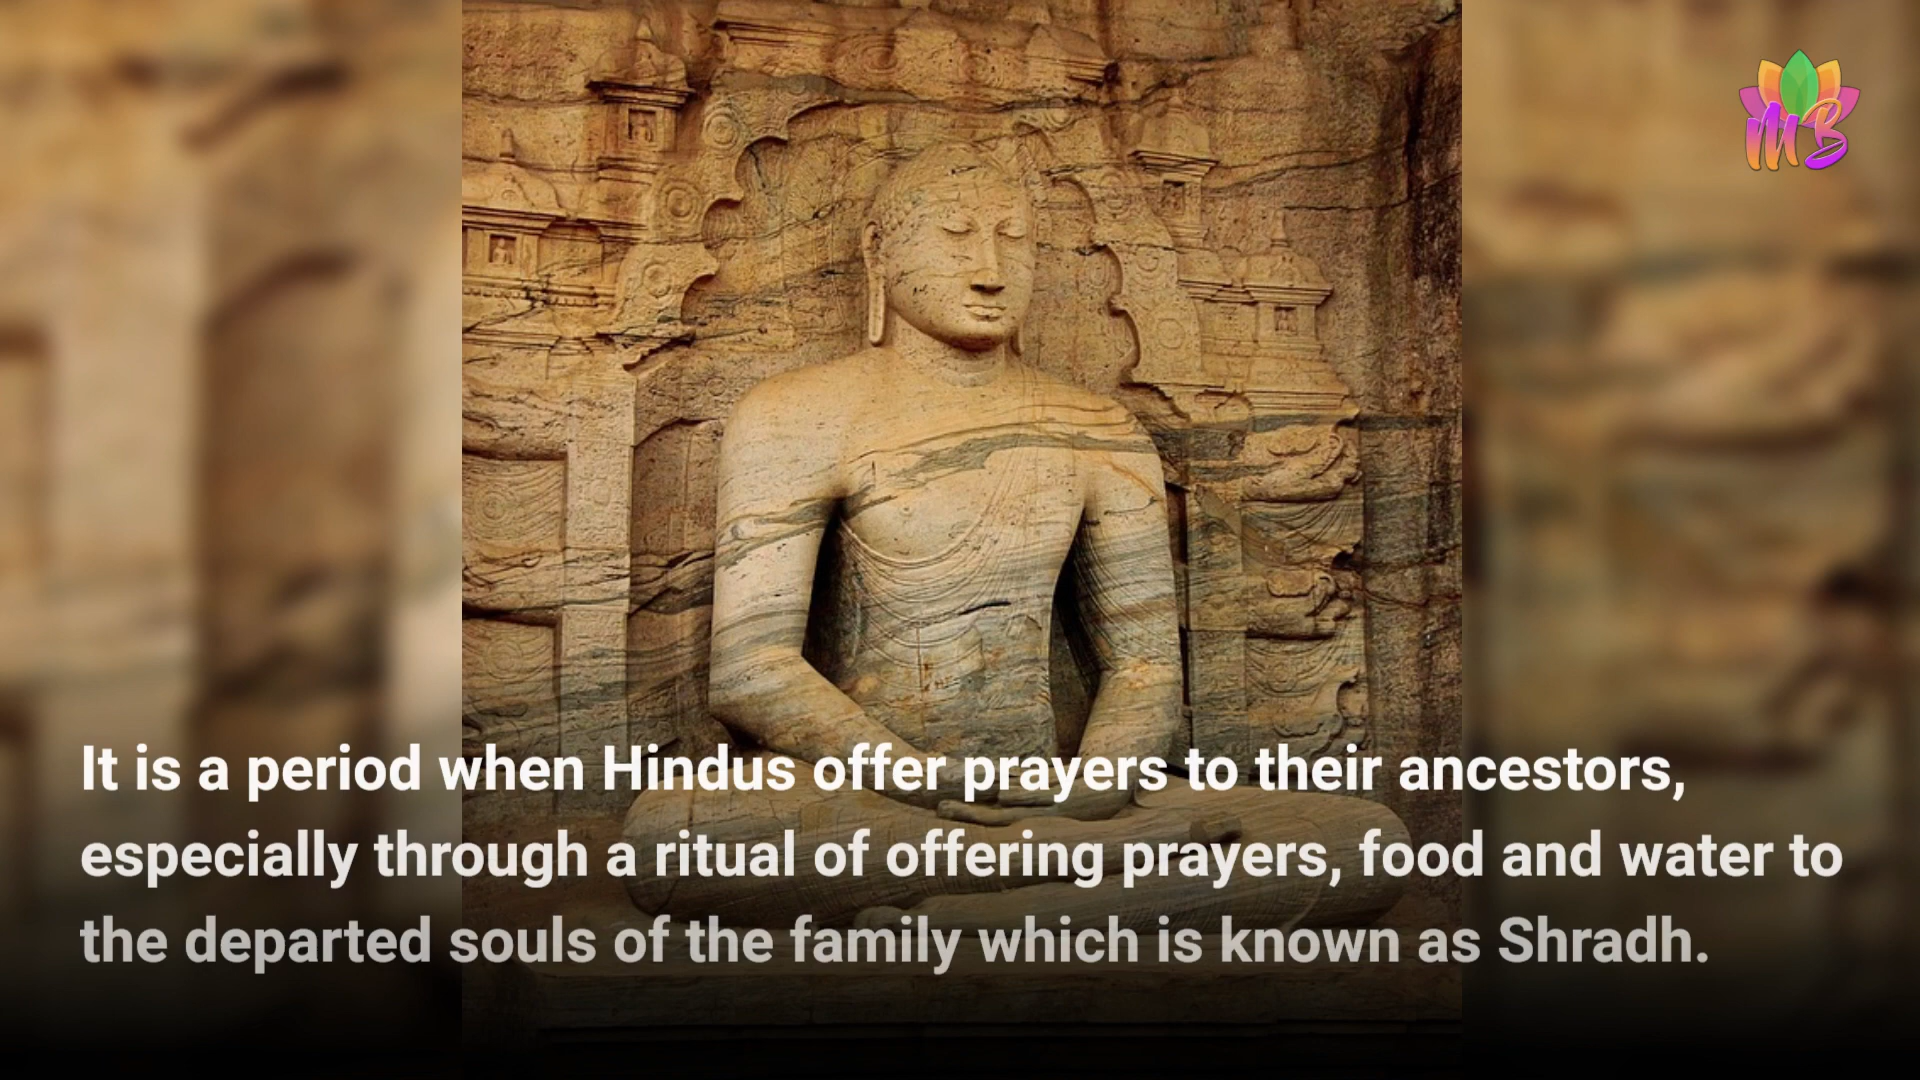 MB
It is a period when Hindus offer prayers to their ancestors,
especially through a ritual of offering prayers, food and water to
the departed souls of the family which is known as Shradh.